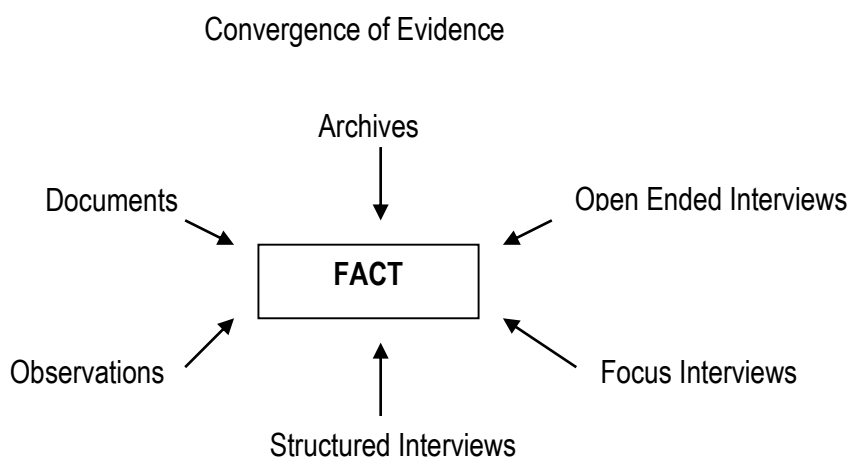 Convergence of Evidence
Archives
Documents
Open Ended Interviews
FACT
Observations
Focus Interviews
Structured Interviews